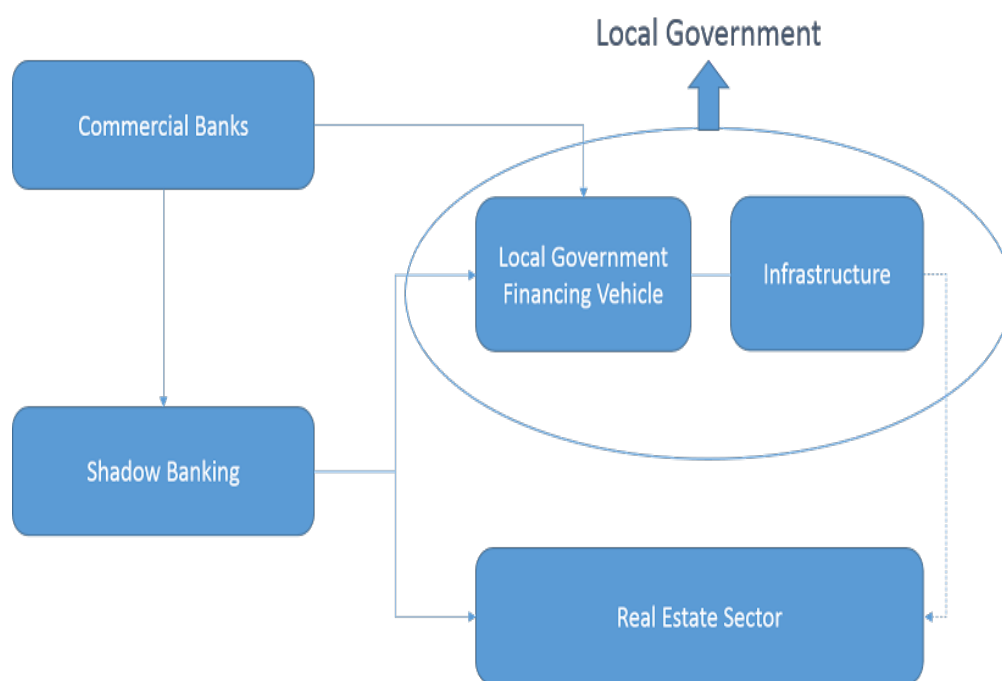 Local Government
Commercial Banks
Local Government
Financing Vehicle
Infrastructure
Shadow Banking
Real Estate Sector